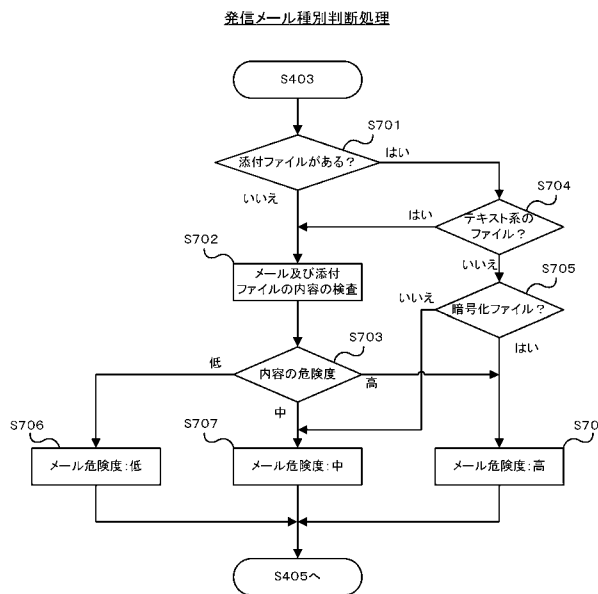 発信メール種別判断処理
S403
S701
添付ファイルがある？
はい
いいえ
S704
テキスト系の
ファイル？
はい
いいえ
S702
メール及び添付
ファイルの内容の検査
S705
暗号化ファイル？
いいえ
はい
S703
内容の危険度
低
高
中
S706
メール危険度：低
S707
メール危険度：中
S70
メール危険度：高
S405へ